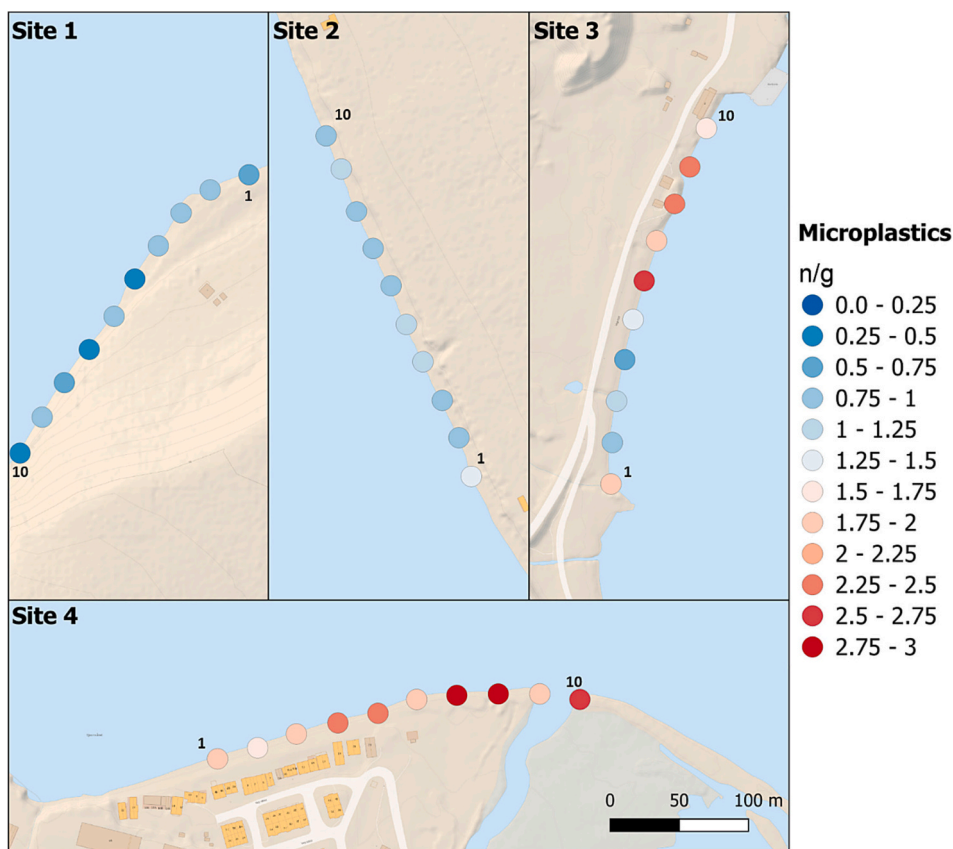 Site 1
Site 2
Site 3
10
10
1
10
1
1
Microplastics
n/g
0.0 - 0.25
0.25 - 0.5
0.5 - 0.75
0.75 - 1
1 - 1.25
1.25 - 1.5
1.5 - 1.75
1.75 - 2
2 - 2.25
2.25 - 2.5
2.5 - 2.75
2.75 - 3
Site 4
10
1
0 50 100 m